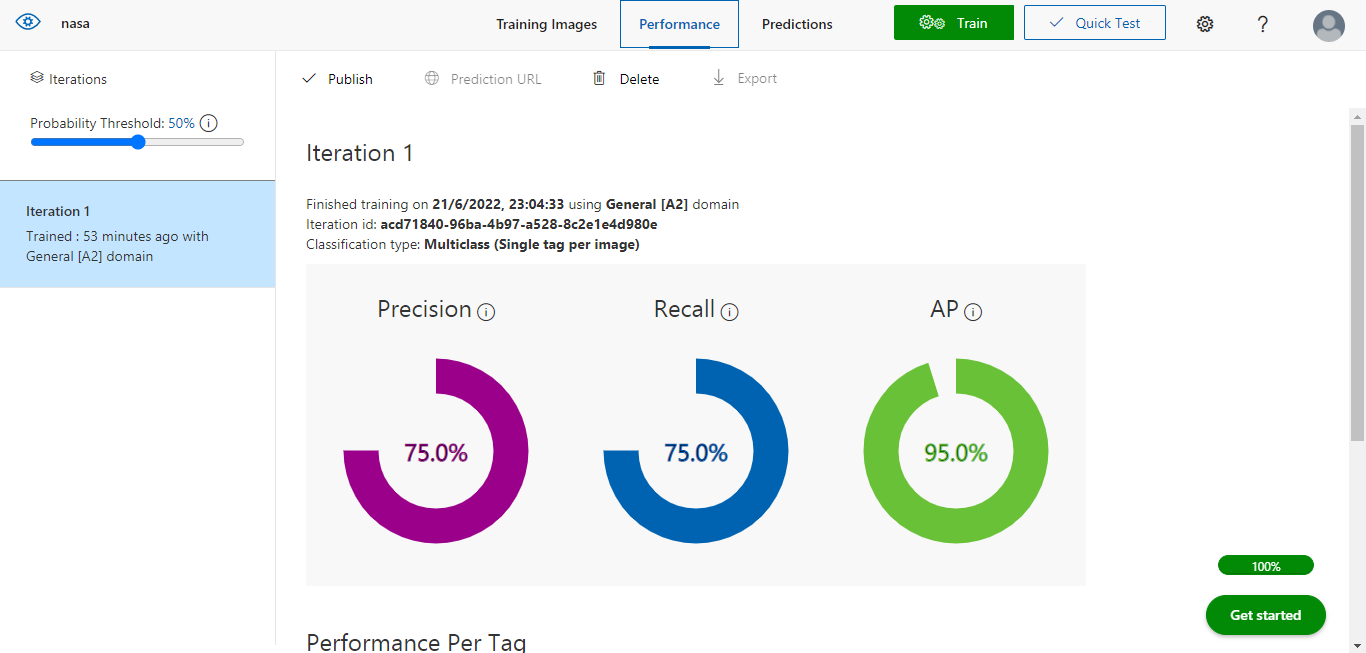 nasa
Training Images
Performance
Predictions
Train
Quick Test
?
Iterations
Probability Threshold: 50% i
Iteration 1
Trained : 53 minutes ago with
General [A2] domain
Publish
Prediction URL
Delete
Export
Iteration 1
Finished training on 21/6/2022, 23:04:33 using General [A2] domain
Iteration id: acd71840-96ba-4b97-a528-8c2e1e4d980e
Classification type: Multiclass (Single tag per image)
Precision i
Recall i
AP i
75.0%
75.0%
95.0%
100%
Get started
Performance Per Tag